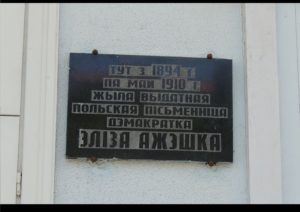 ТУТ З 1894 Г.
ПА МАЙ 1910 Г.
ЖЫЛА ВЫДАТНАЯ
ПОЛЬСКАЯ ПІСЬМЕННІЦА
ДЭМАКРАТКА
ЭЛІЗА АЖЭШКА